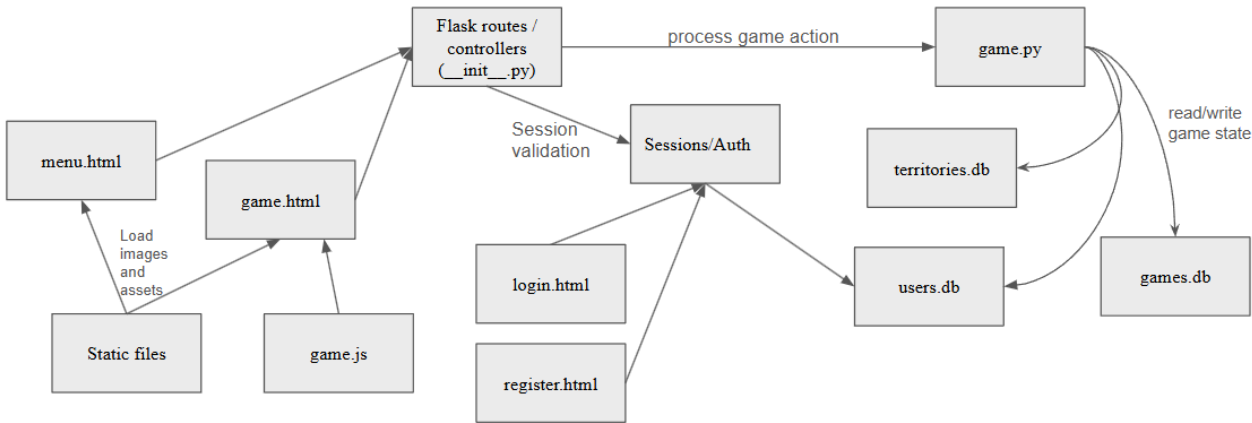 Flask routes /
controllers
(__init__.py)
process game action
game.py
menu.html
game.html
Session
validation
Sessions/Auth
read/write
game state
territories.db
Load
images
and
assets
login.html
users.db
games.db
Static files
game.js
register.html